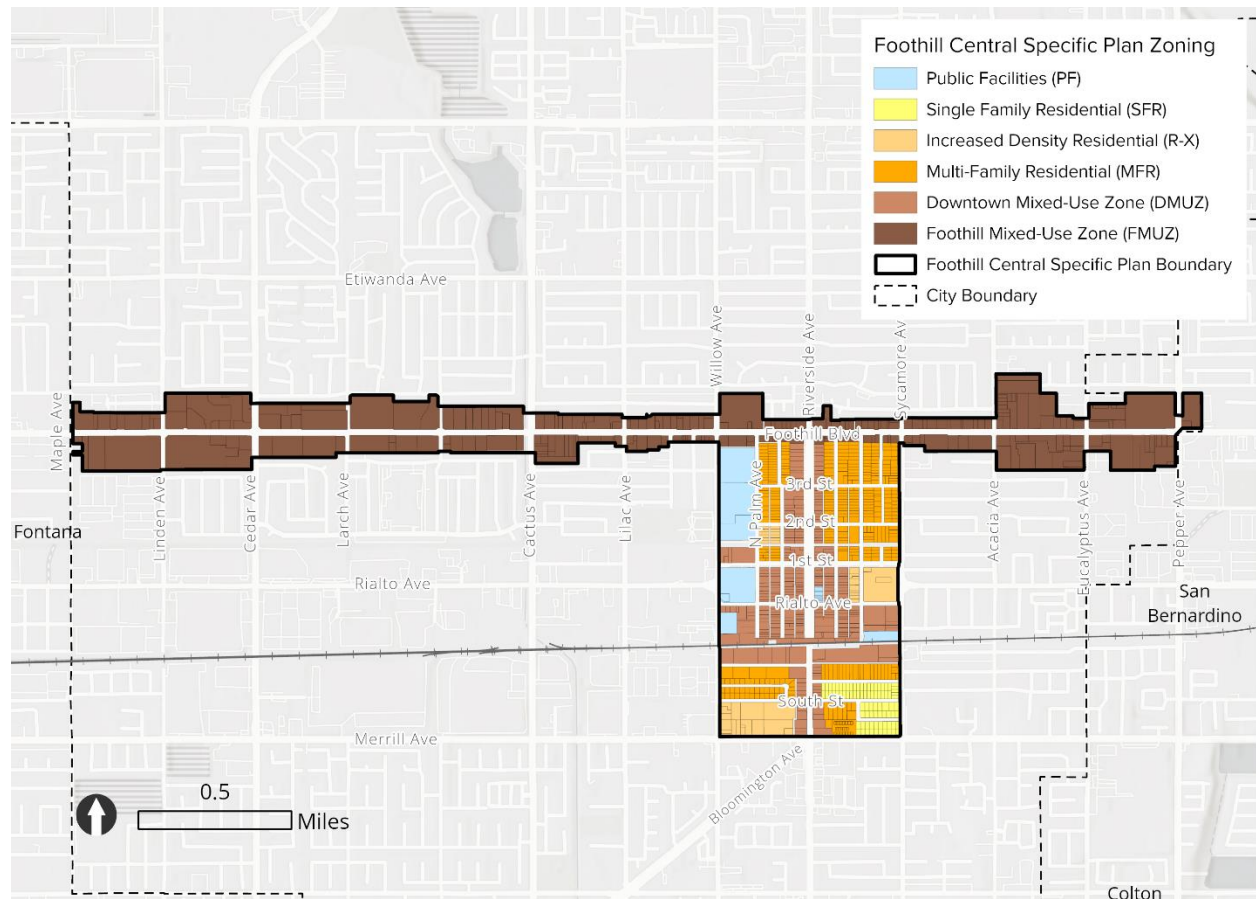 Foothill Central Specific Plan Zoning
Public Facilities (PF)
Single Family Residential (SFR)
Increased Density Residential (R-X)
Multi-Family Residential (MFR)
Downtown Mixed-Use Zone (DMUZ)
Foothill Mixed-Use Zone (FMUZ)
Foothill Central Specific Plan Boundary
City Boundary
Etiwanda Ave
Willow Ave
Riverside Ave
Sycamore Av
Maple Ave
Foothill Blvd
Linden Ave
Cedar Ave
Larch Ave
Cactus Ave
Lilac Ave
N Palm Ave
3rd St
2nd St
1st St
Acacia Ave
Eucalyptus Ave
Pepper Ave
Fontana
Rialto Ave
Rialto Ave
San
Bernardino
South St
Merrill Ave
Bloomington Ave
0.5
Miles
Colton